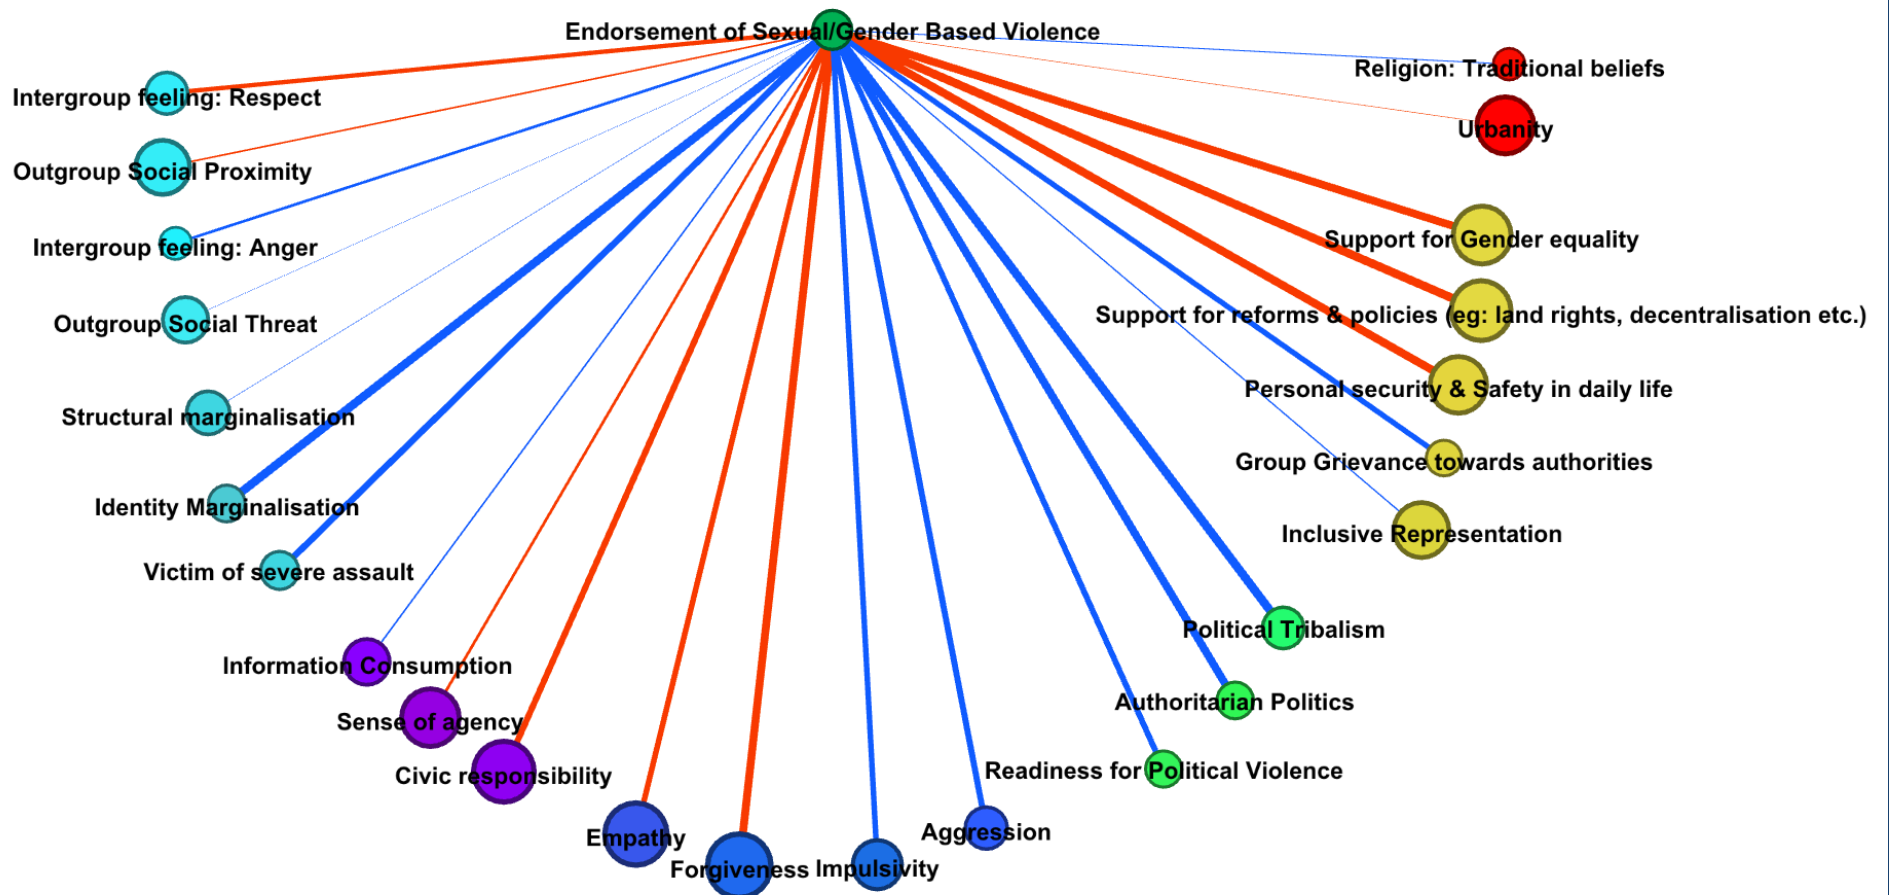 Endorsement of Sexual/Gender Based Violence
Religion: Traditional beliefs
Intergroup feeling: Respect
Urbanity
Outgroup Social Proximity
Support for Gender equality
Intergroup feeling: Anger
Support for reforms & policies (eg: land rights, decentralisation etc.)
Outgroup Social Threat
Personal security & Safety in daily life
Structural marginalisation
Group Grievance towards authorities
Identity Marginalisation
Inclusive Representation
Victim of severe assault
Political Tribalism
Information Consumption
Authoritarian Politics
Sense of agency
Readiness for Political Violence
Civic responsibility
Aggression
Empathy
Forgiveness
Impulsivity